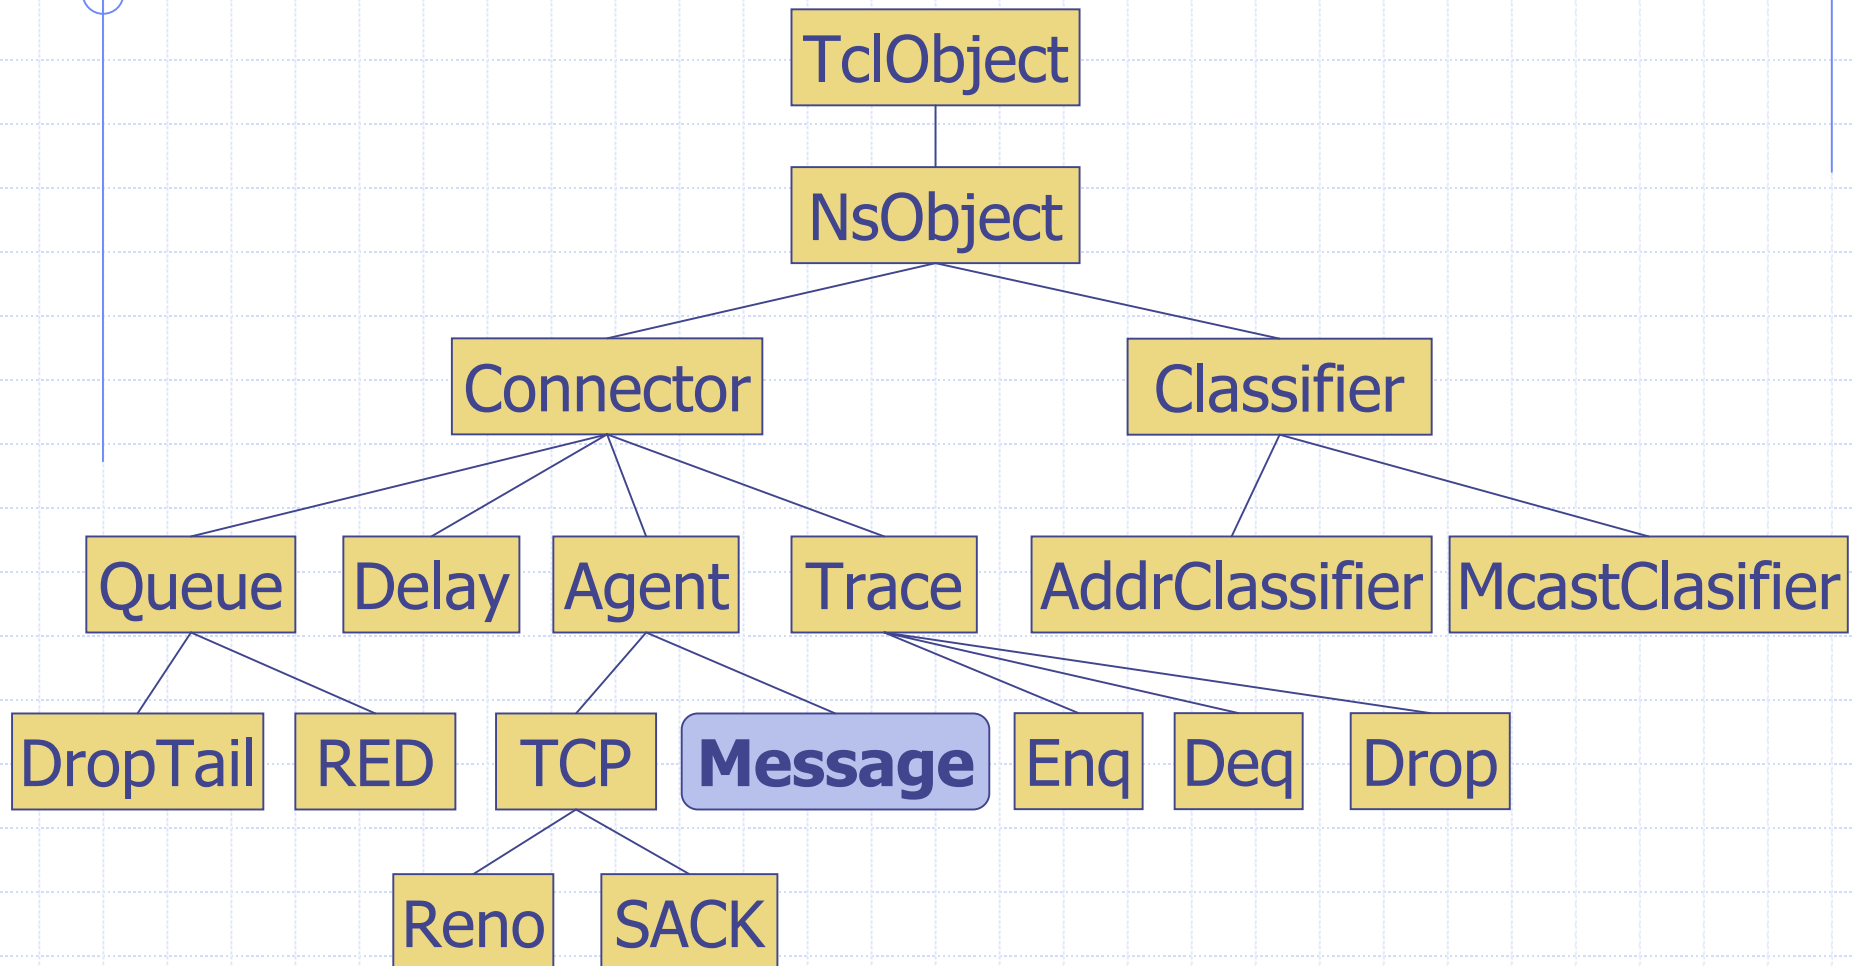 TclObject
NsObject
Connector
Classifier
Queue
Delay
Agent
Trace
AddrClassifier
McastClasifier
DropTail
RED
TCP
Message
Enq
Deq
Drop
Reno
SACK